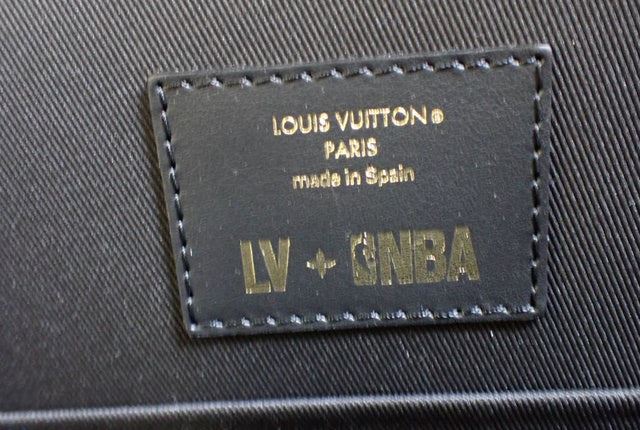 LOUIS VUITTON®
PARIS
made in Spain
LV + NBA